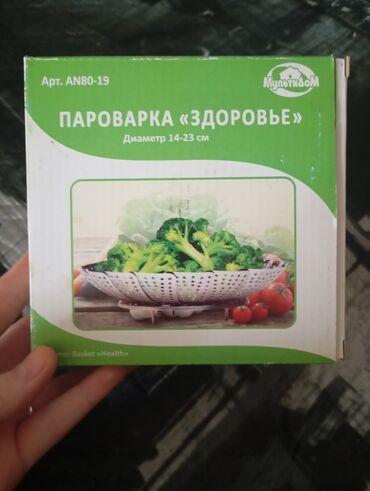 Арт. AN80-19
МультидоМ
ПАРОВАРКА «ЗДОРОВЬЕ»
Диаметр 14-23 см
Basket «Health»